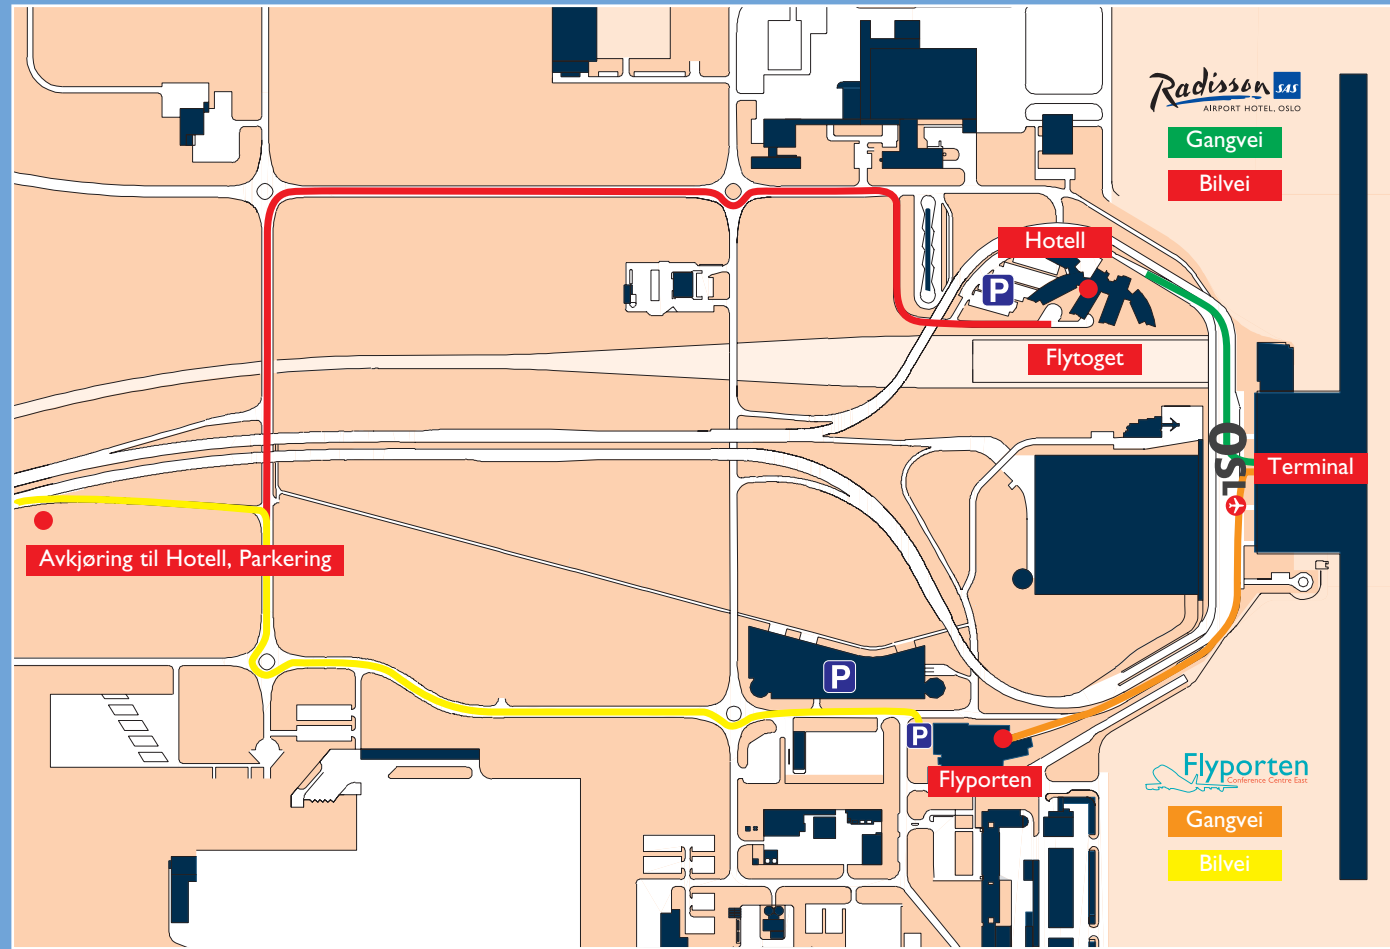 Radisson SAS
AIRPORT HOTEL, OSLO
Gangvei
Bilvei
Hotell
P
Flytoget
OSL
Terminal
Avkjøring til Hotell, Parkering
P
P
Flyporten
Flyporten
Conference Centre East
Gangvei
Bilvei